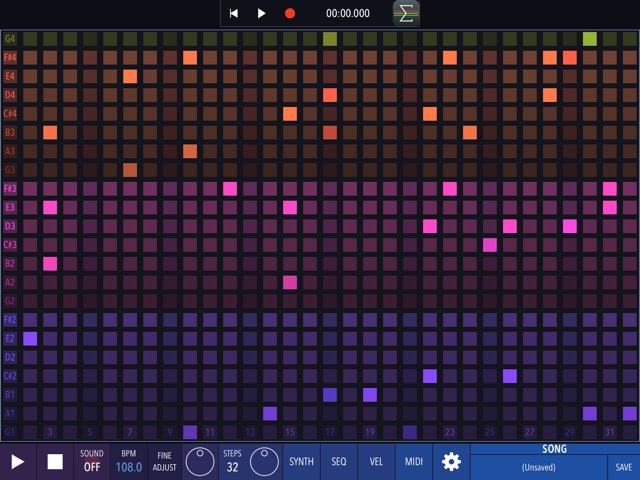 00:00.000
G4
F#4
E4
D4
C#4
B3
A3
G3
F#3
E3
D3
C#3
B2
A2
G2
F#2
E2
D2
C#2
B1
A1
G1 3 5 7 9 11 13 15 17 19 23 25 27 29 31
SOUND OFF
BPM 108.0
FINE ADJUST
STEPS 32
SYNTH
SEQ
VEL
MIDI
SONG
(Unsaved)
SAVE